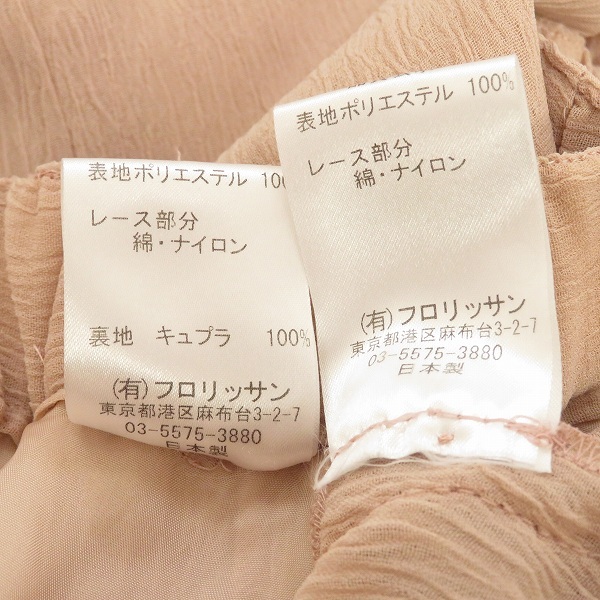 表地ポリエステル 100%
レース部分
綿・ナイロン
裏地 キュプラ 100%
(有)フロリッサン
東京都港区麻布台3-2-7
03-5575-3880
日本製
表地ポリエステル 100%
レース部分
綿・ナイロン
(有)フロリッサン
東京都港区麻布台3-2-7
03-5575-3880
日本製